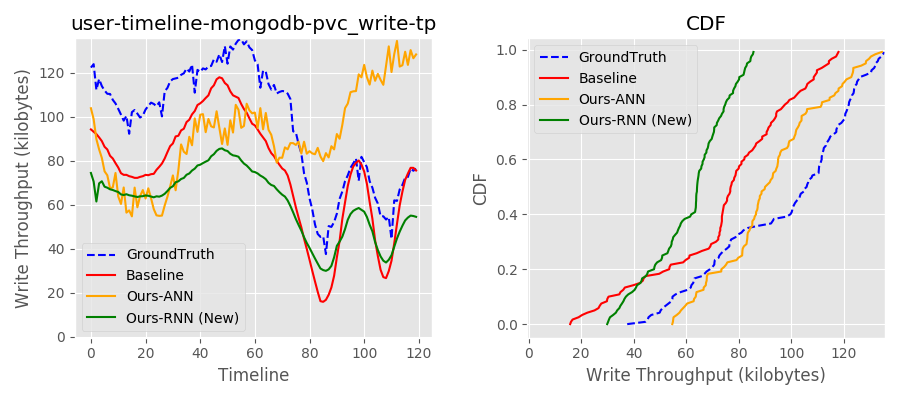 user-timeline-mongodb-pvc_write-tp
Write Throughput (kilobytes)
120
100
80
60
40
20
0
GroundTruth
Baseline
Ours-ANN
Ours-RNN (New)
0 20 40 60 80 100 120
Timeline
CDF
CDF
1.0
0.8
0.6
0.4
0.2
0.0
GroundTruth
Baseline
Ours-ANN
Ours-RNN (New)
0 20 40 60 80 100 120
Write Throughput (kilobytes)